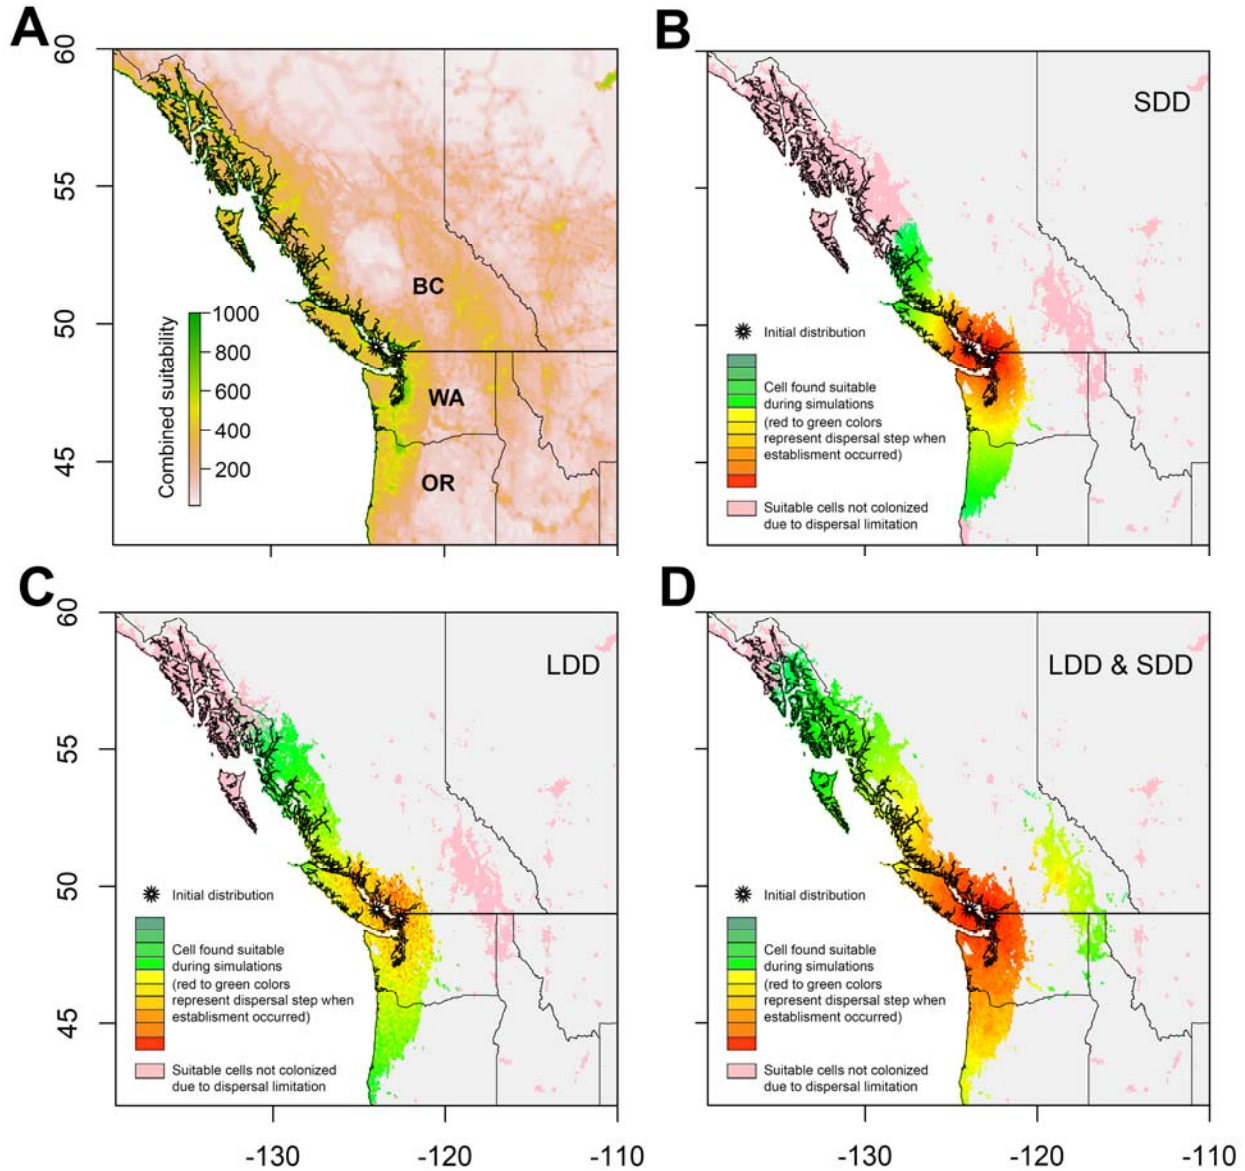 A
60
55
50
45
Combined suitability
1000
800
600
400
200
BC
WA
OR
B
SDD
Initial distribution
Cell found suitable
during simulations
(red to green colors
represent dispersal step when
establisment occurred)
Suitable cells not colonized
due to dispersal limitation
-130
-120
-110
C
60
55
50
45
LDD
Initial distribution
Cell found suitable
during simulations
(red to green colors
represent dispersal step when
establisment occurred)
Suitable cells not colonized
due to dispersal limitation
-130
-120
-110
D
LDD & SDD
Initial distribution
Cell found suitable
during simulations
(red to green colors
represent dispersal step when
establisment occurred)
Suitable cells not colonized
due to dispersal limitation
-130
-120
-110